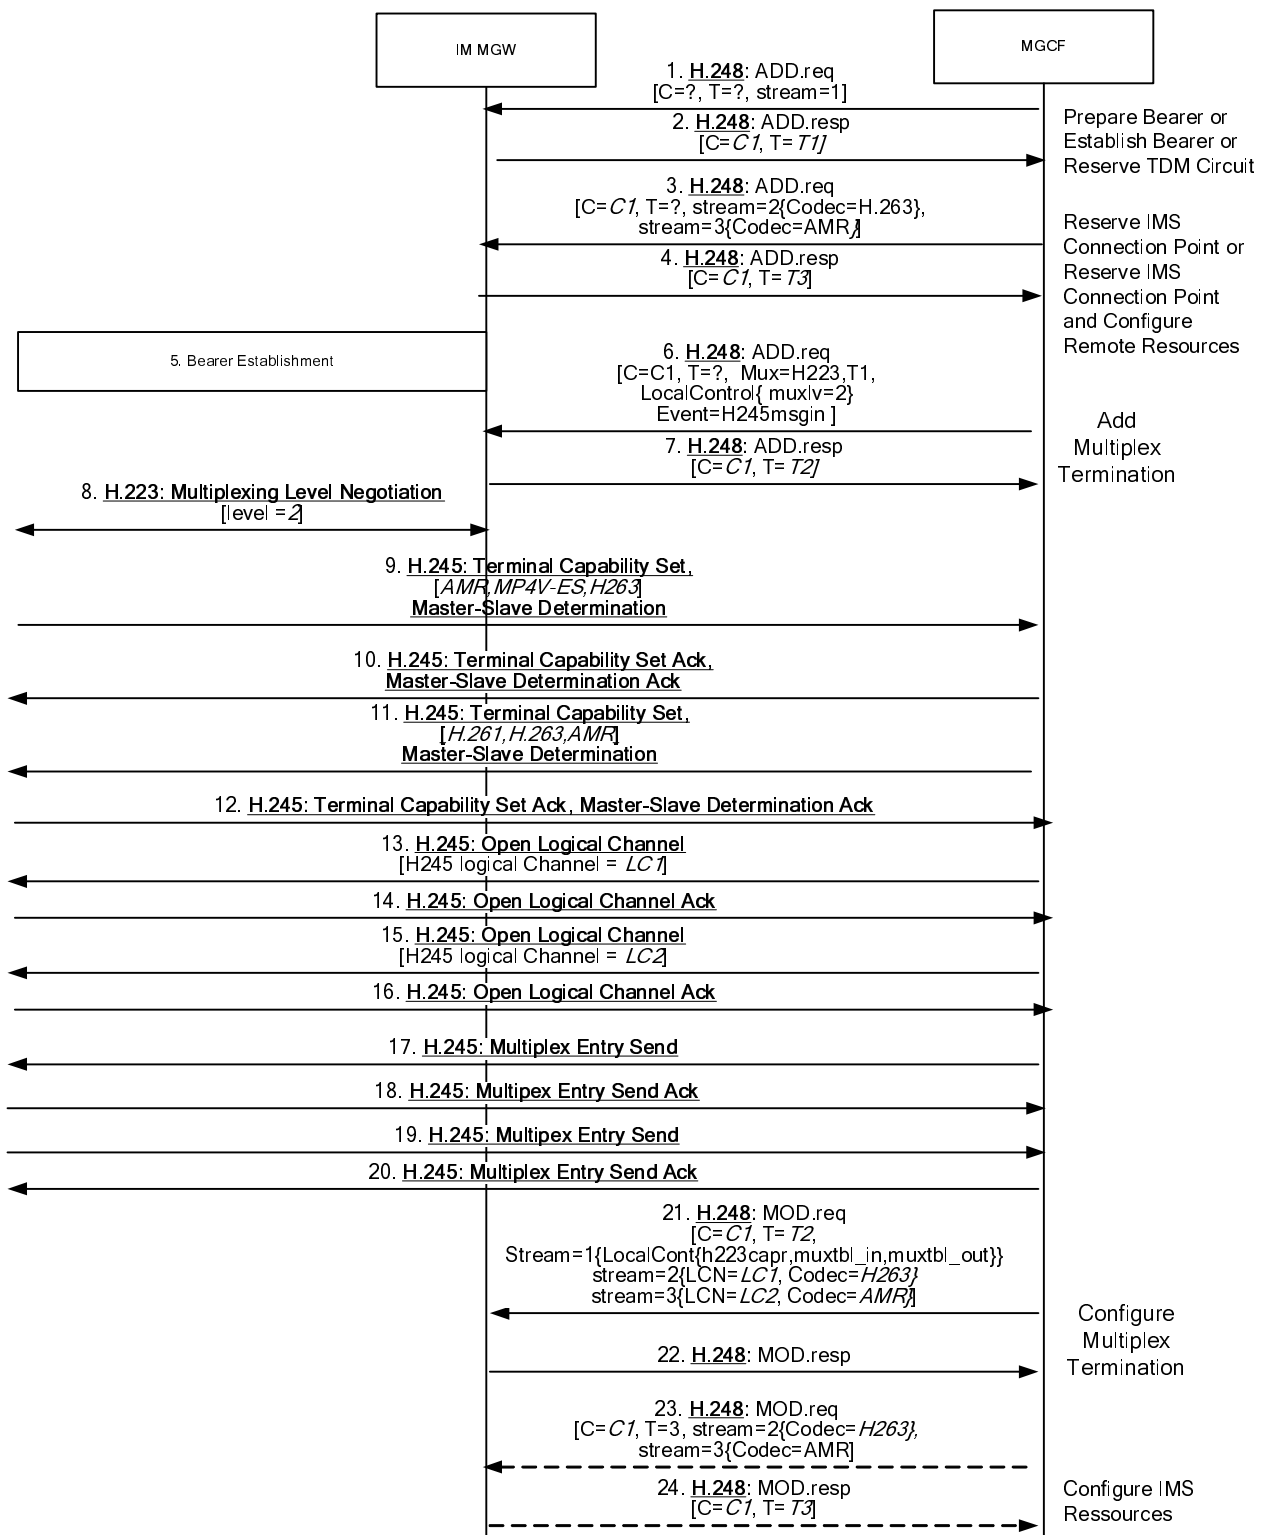 IM MGW
MGCF
1. H.248: ADD.req
[C=?, T=?, stream=1]
2. H.248: ADD.resp
[C=C1, T=T1]
Prepare Bearer or
Establish Bearer or
Reserve TDM Circuit
3. H.248: ADD.req
[C=C1, T=?, stream=2{Codec=H.263},
stream=3{Codec=AMR}]
4. H.248: ADD.resp
[C=C1, T=T3]
Reserve IMS
Connection Point or
Reserve IMS
Connection Point
and Configure
Remote Resources
5. Bearer Establishment
6. H.248: ADD.req
[C=C1, T=?, Mux=H223,T1,
LocalControl{ muxlv=2}
Event=H245msgin ]
7. H.248: ADD.resp
[C=C1, T=T2]
Add
Multiplex
Termination
8. H.223: Multiplexing Level Negotiation
[level =2]
9. H.245: Terminal Capability Set,
[AMR,MP4V-ES,H263]
Master-Slave Determination
10. H.245: Terminal Capability Set Ack,
Master-Slave Determination Ack
11. H.245: Terminal Capability Set,
[H.261,H.263,AMR]
Master-Slave Determination
12. H.245: Terminal Capability Set Ack, Master-Slave Determination Ack
13. H.245: Open Logical Channel
[H245 logical Channel = LC1]
14. H.245: Open Logical Channel Ack
15. H.245: Open Logical Channel
[H245 logical Channel = LC2]
16. H.245: Open Logical Channel Ack
17. H.245: Multiplex Entry Send
18. H.245: Multipex Entry Send Ack
19. H.245: Multipex Entry Send
20. H.245: Multiplex Entry Send Ack
21. H.248: MOD.req
[C=C1, T=T2,
Stream=1{LocalCont{h223capr,muxtbl_in,muxtbl_out}}
stream=2{LCN=LC1, Codec=H263}
stream=3{LCN=LC2, Codec=AMR}]
Configure
Multiplex
Termination
22. H.248: MOD.resp
23. H.248: MOD.req
[C=C1, T=3, stream=2{Codec=H263},
stream=3{Codec=AMR]
24. H.248: MOD.resp
[C=C1, T=T3]
Configure IMS
Ressources